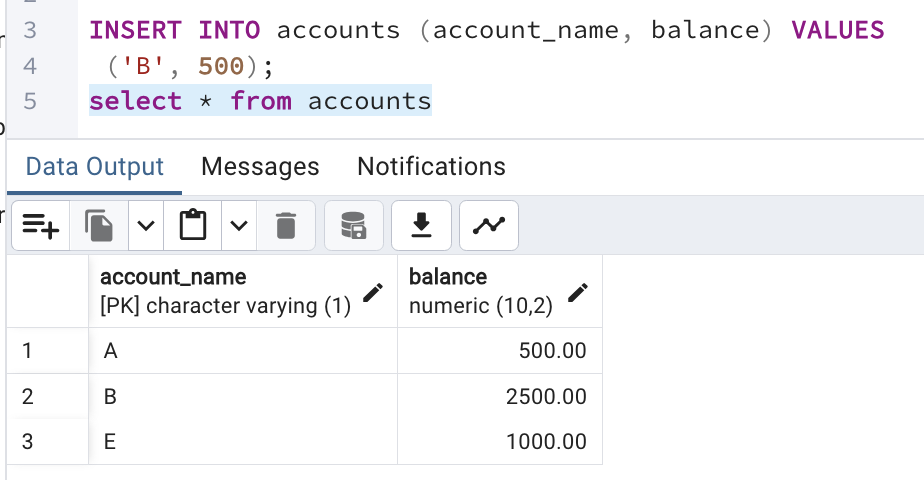 3 INSERT INTO accounts (account_name, balance) VALUES
4 ('B', 500);
5 select * from accounts
Data Output Messages Notifications
account_name balance
[PK] character varying (1) numeric (10,2)
1 A 500.00
2 B 2500.00
3 E 1000.00